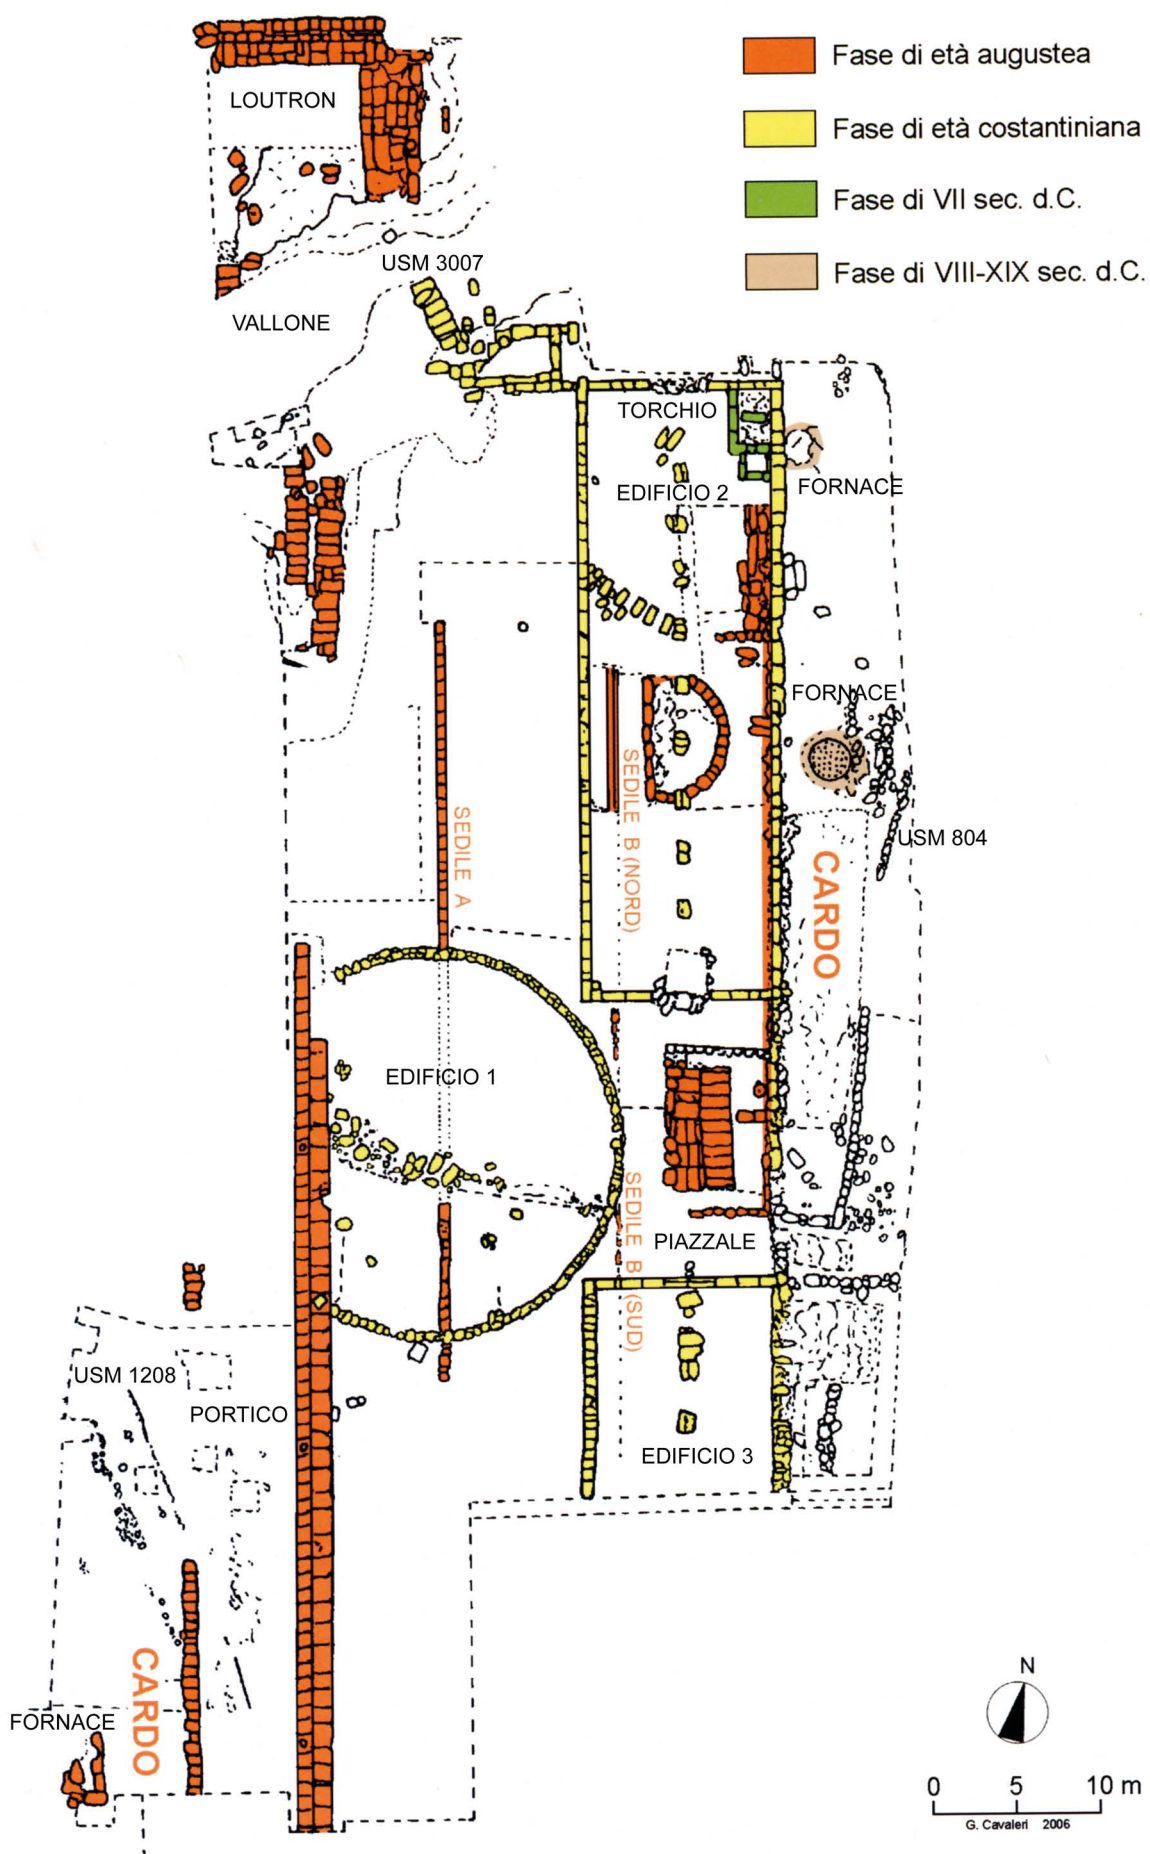 Fase di età augustea
Fase di età costantiniana
Fase di VII sec. d.C.
Fase di VIII-XIX sec. d.C.
LOUTRON
USM 3007
VALLONE
TORCHIO
EDIFICIO 2
FORNACE
FORNACE
SEDILE A
SEDILE B (NORD)
USM 804
CARDO
EDIFICIO 1
SEDILE B (SUD)
PIAZZALE
USM 1208
PORTICO
EDIFICIO 3
CARDO
FORNACE
N
0 5 10 m
G. Cavaleri 2006